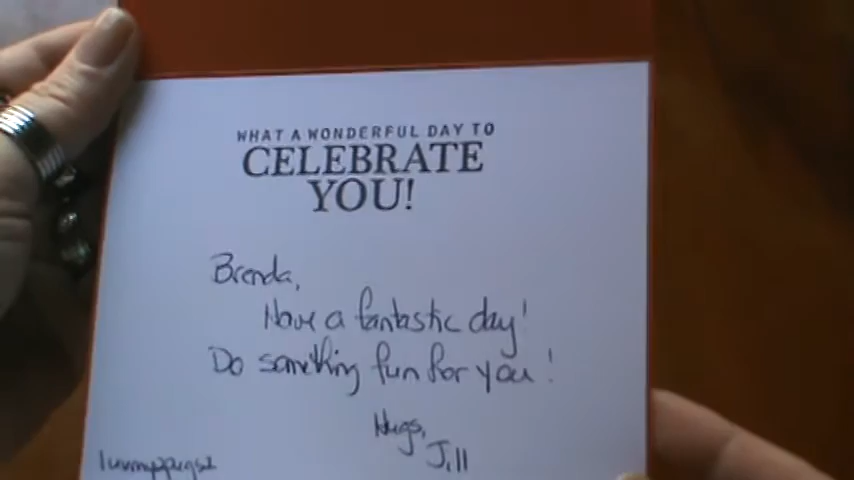 WHAT A WONDERFUL DAY TO
CELEBRATE
YOU!
Brenda,
Have a fantastic day!
Do something fun for you!
Hugs,
Jill